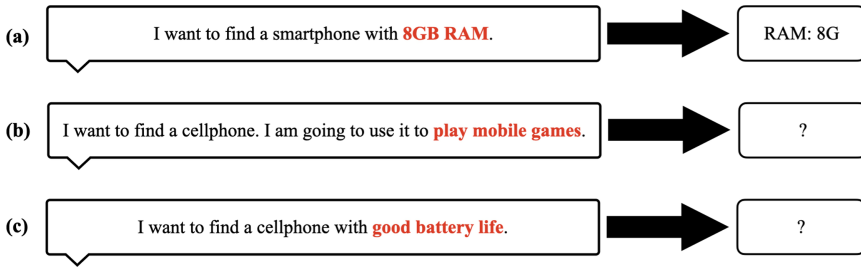 (a) I want to find a smartphone with 8GB RAM. RAM: 8G
(b) I want to find a cellphone. I am going to use it to play mobile games. ?
(c) I want to find a cellphone with good battery life. ?